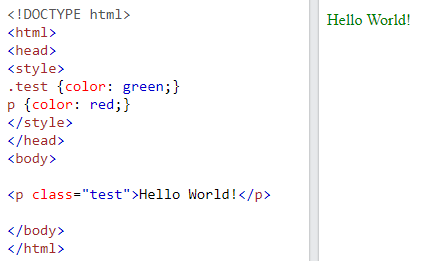 <!DOCTYPE html>
<html>
<head>
<style>
.test {color: green;}
p {color: red;}
</style>
</head>
<body>
<p class="test">Hello World!</p>
</body>
</html>
Hello World!